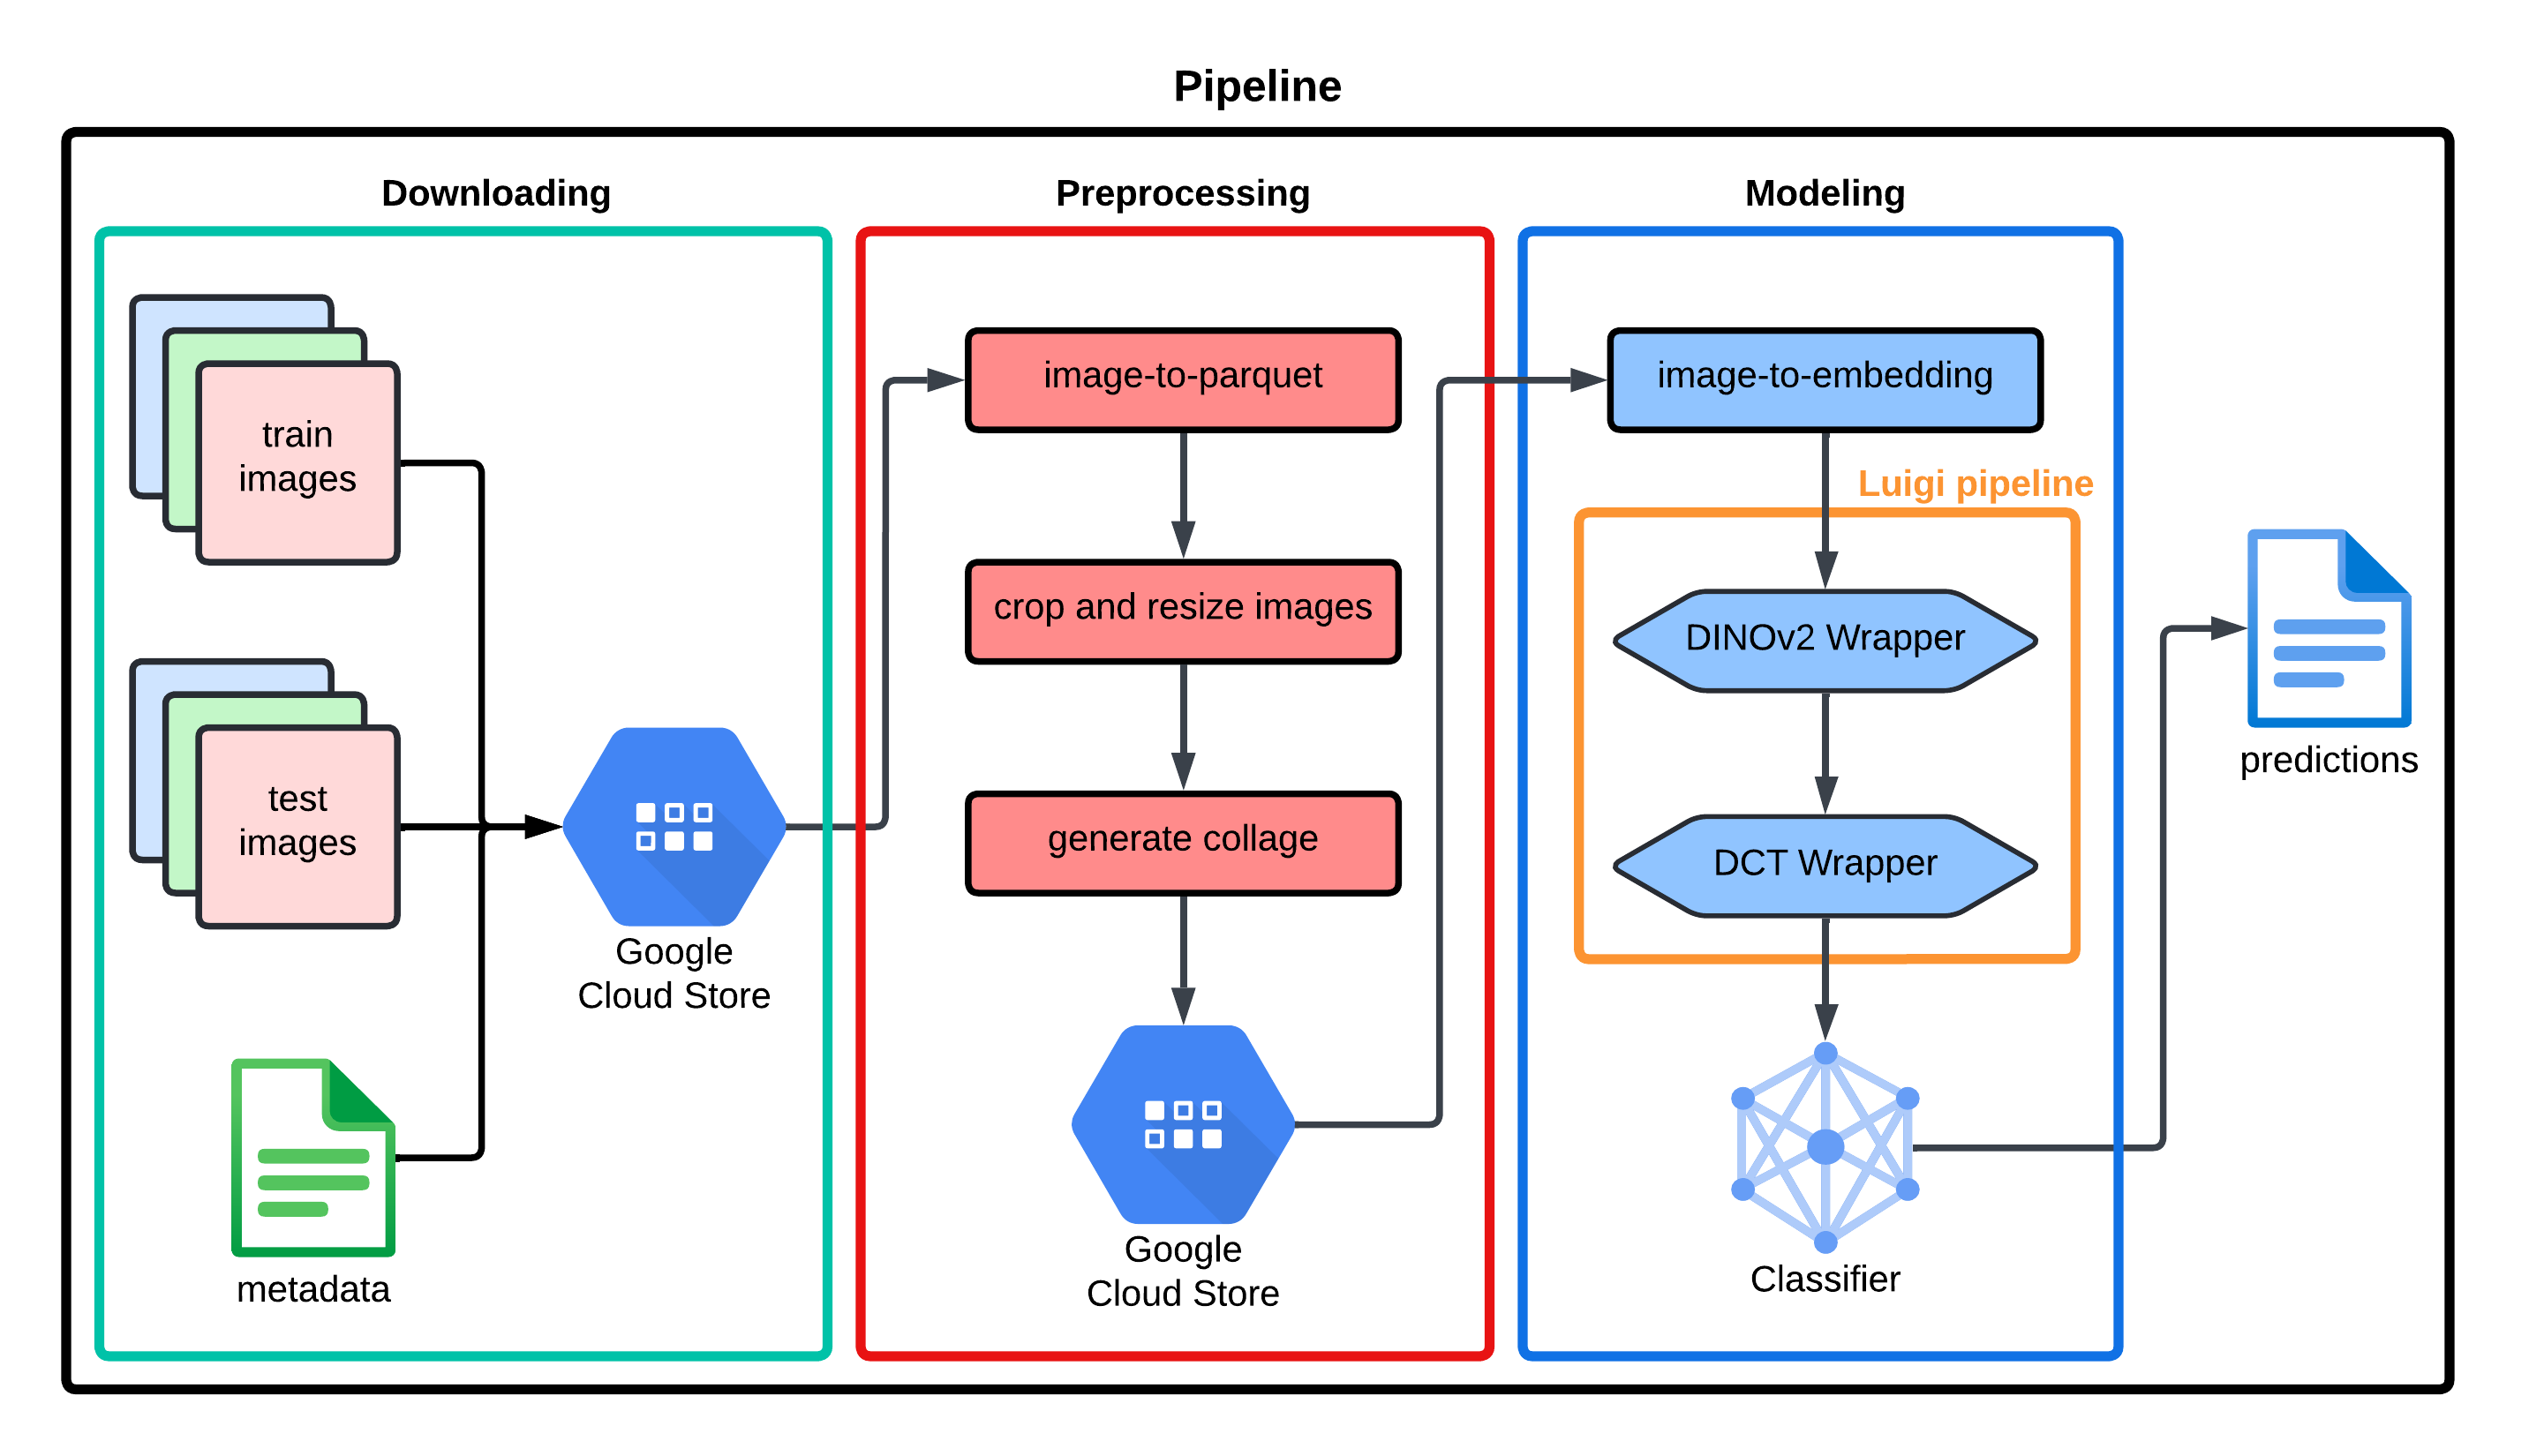 Pipeline
Downloading
train
images
test
images
metadata
Google
Cloud Store
Preprocessing
image-to-parquet
crop and resize images
generate collage
Google
Cloud Store
Modeling
image-to-embedding
Luigi pipeline
DINOv2 Wrapper
DCT Wrapper
Classifier
predictions